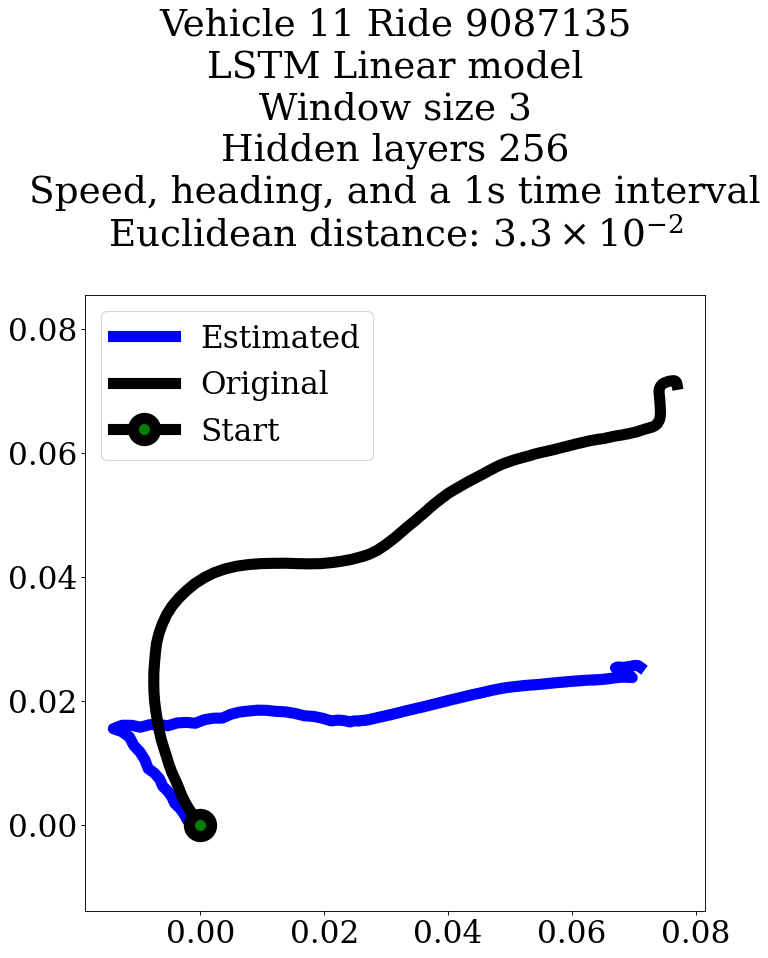 Vehicle 11 Ride 9087135
LSTM Linear model
Window size 3
Hidden layers 256
Speed, heading, and a 1s time interval
Euclidean distance: 3.3 × 10⁻²
Estimated
Original
Start
0.08
0.06
0.04
0.02
0.00
0.00 0.02 0.04 0.06 0.08